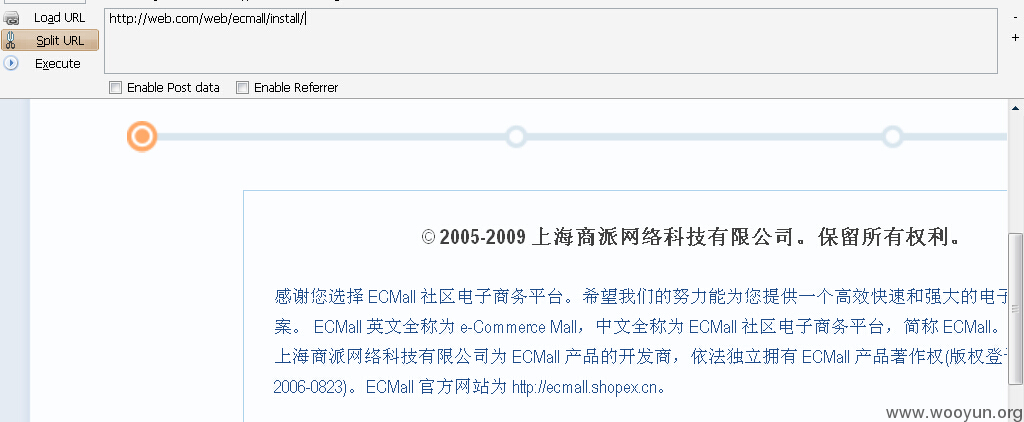 Load URL
http://web.com/web/ecmall/install/
-
Split URL
+
Execute
Enable Post data
Enable Referrer
© 2005-2009 上海商派网络科技有限公司。保留所有权利。
感谢您选择 ECMall 社区电子商务平台。希望我们的努力能为您提供一个高效快速和强大的电子
案。 ECMall 英文全称为 e-Commerce Mall，中文全称为 ECMall 社区电子商务平台，简称 ECMall。
上海商派网络科技有限公司为 ECMall 产品的开发商，依法独立拥有 ECMall 产品著作权(版权登
2006-0823)。ECMall 官方网站为 http://ecmall.shopex.cn。
www.wooyun.org